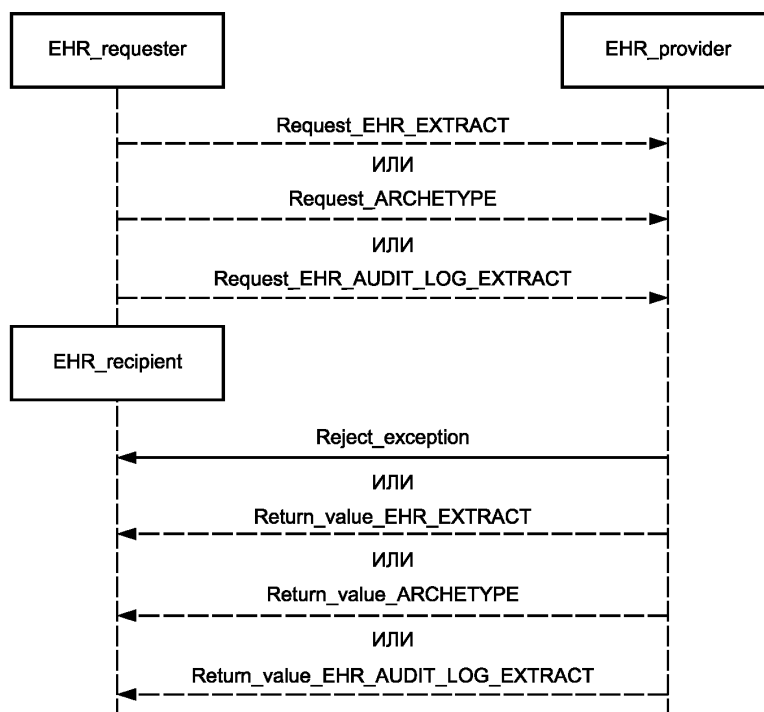 EHR_requester
EHR_provider
Request_EHR_EXTRACT
ИЛИ
Request_ARCHETYPE
ИЛИ
Request_EHR_AUDIT_LOG_EXTRACT
EHR_recipient
Reject_exception
ИЛИ
Return_value_EHR_EXTRACT
ИЛИ
Return_value_ARCHETYPE
ИЛИ
Return_value_EHR_AUDIT_LOG_EXTRACT